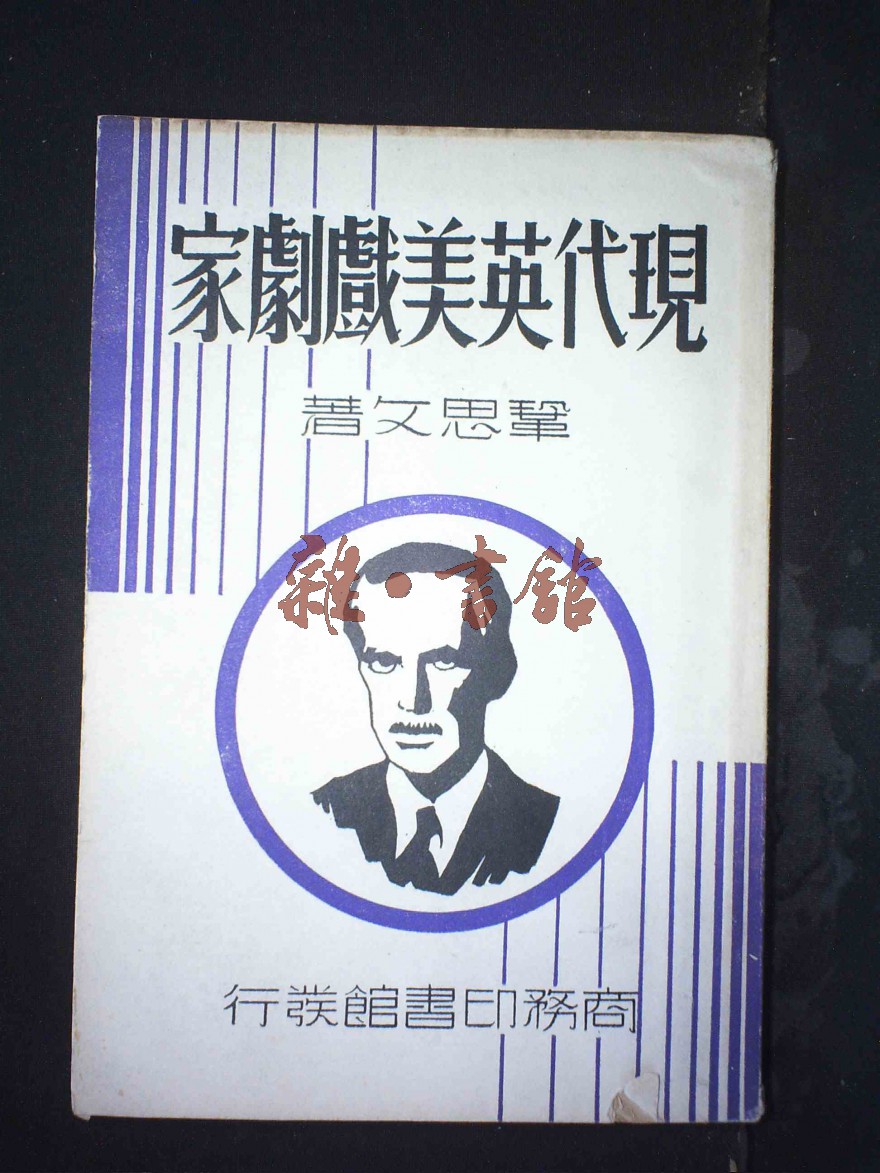 現代英美戲劇家
鞏思文著
雜·書館
商務印書館發行